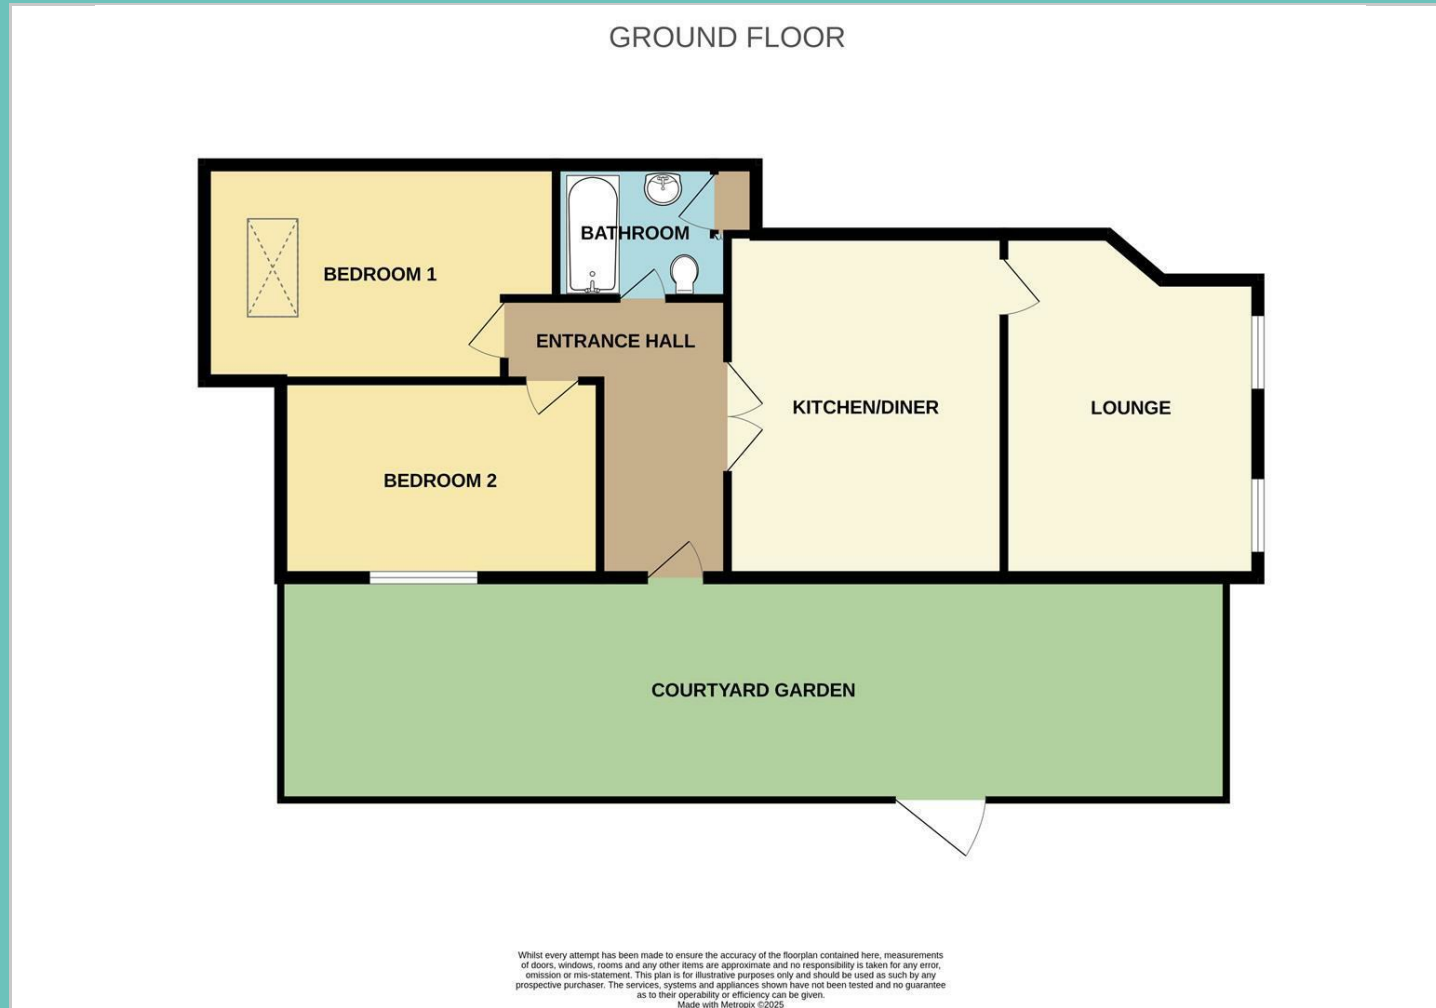 GROUND FLOOR
BATHROOM
BEDROOM 1
ENTRANCE HALL
KITCHEN/DINER
LOUNGE
BEDROOM 2
COURTYARD GARDEN
Whilst every attempt has been made to ensure the accuracy of the floorplan contained here, measurements
of doors, windows, rooms and any other items are approximate and no responsibility is taken for any error,
omission or mis-statement. This plan is for illustrative purposes only and should be used as such by any
prospective purchaser. The services, systems and appliances shown have not been tested and no guarantee
as to their operability or efficiency can be given.
Made with Metropix ©2025